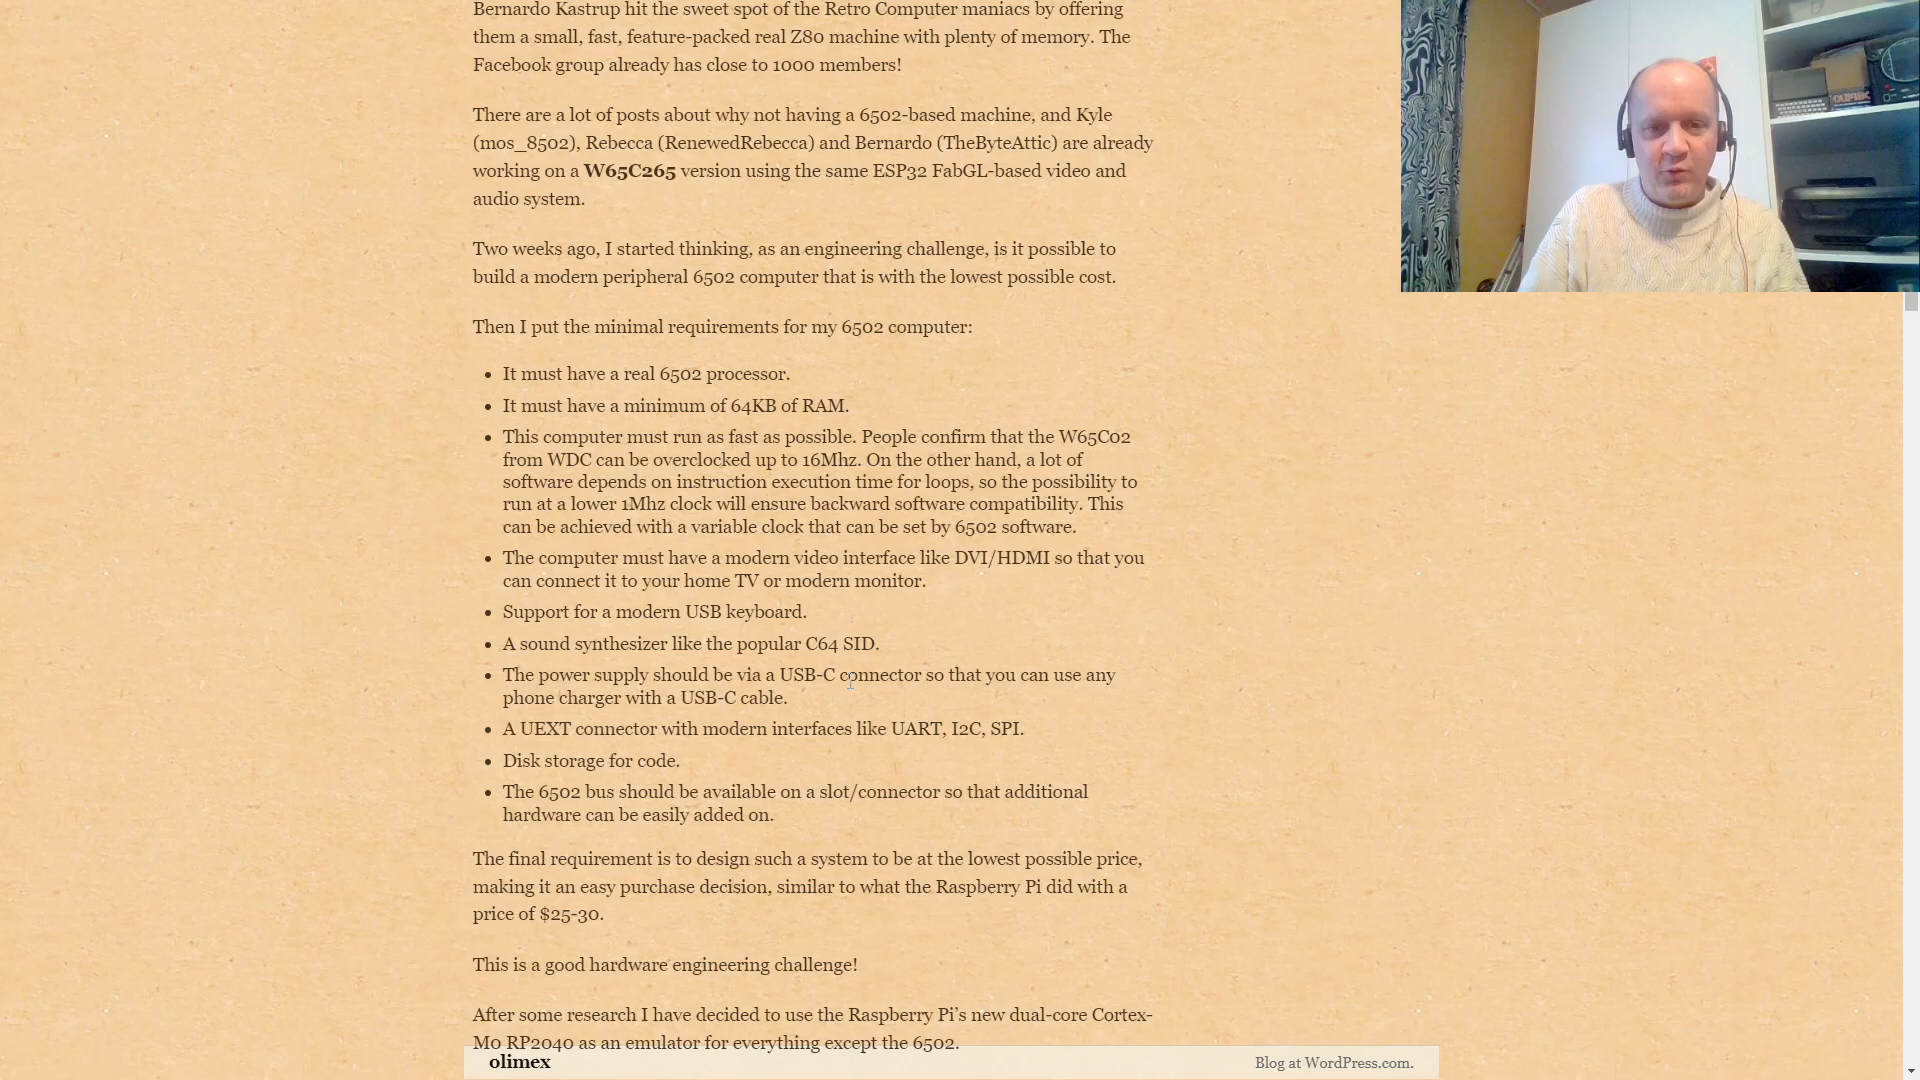 Bernardo Kastrup hit the sweet spot of the Retro Computer maniacs by offering
them a small, fast, feature-packed real Z80 machine with plenty of memory. The
Facebook group already has close to 1000 members!
There are a lot of posts about why not having a 6502-based machine, and Kyle
(mos_8502), Rebecca (RenewedRebecca) and Bernardo (TheByteAttic) are already
working on a W65C265 version using the same ESP32 FabGL-based video and
audio system.
Two weeks ago, I started thinking, as an engineering challenge, is it possible to
build a modern peripheral 6502 computer that is with the lowest possible cost.
Then I put the minimal requirements for my 6502 computer:
It must have a real 6502 processor.
It must have a minimum of 64KB of RAM.
This computer must run as fast as possible. People confirm that the W65C02
from WDC can be overclocked up to 16Mhz. On the other hand, a lot of
software depends on instruction execution time for loops, so the possibility to
run at a lower 1Mhz clock will ensure backward software compatibility. This
can be achieved with a variable clock that can be set by 6502 software.
The computer must have a modern video interface like DVI/HDMI so that you
can connect it to your home TV or modern monitor.
Support for a modern USB keyboard.
A sound synthesizer like the popular C64 SID.
The power supply should be via a USB-C connector so that you can use any
phone charger with a USB-C cable.
A UEXT connector with modern interfaces like UART, I2C, SPI.
Disk storage for code.
The 6502 bus should be available on a slot/connector so that additional
hardware can be easily added on.
The final requirement is to design such a system to be at the lowest possible price,
making it an easy purchase decision, similar to what the Raspberry Pi did with a
price of $25-30.
This is a good hardware engineering challenge!
After some research I have decided to use the Raspberry Pi’s new dual-core Cortex-
M0 RP2040 as an emulator for everything except the 6502.
olimex
Blog at WordPress.com.